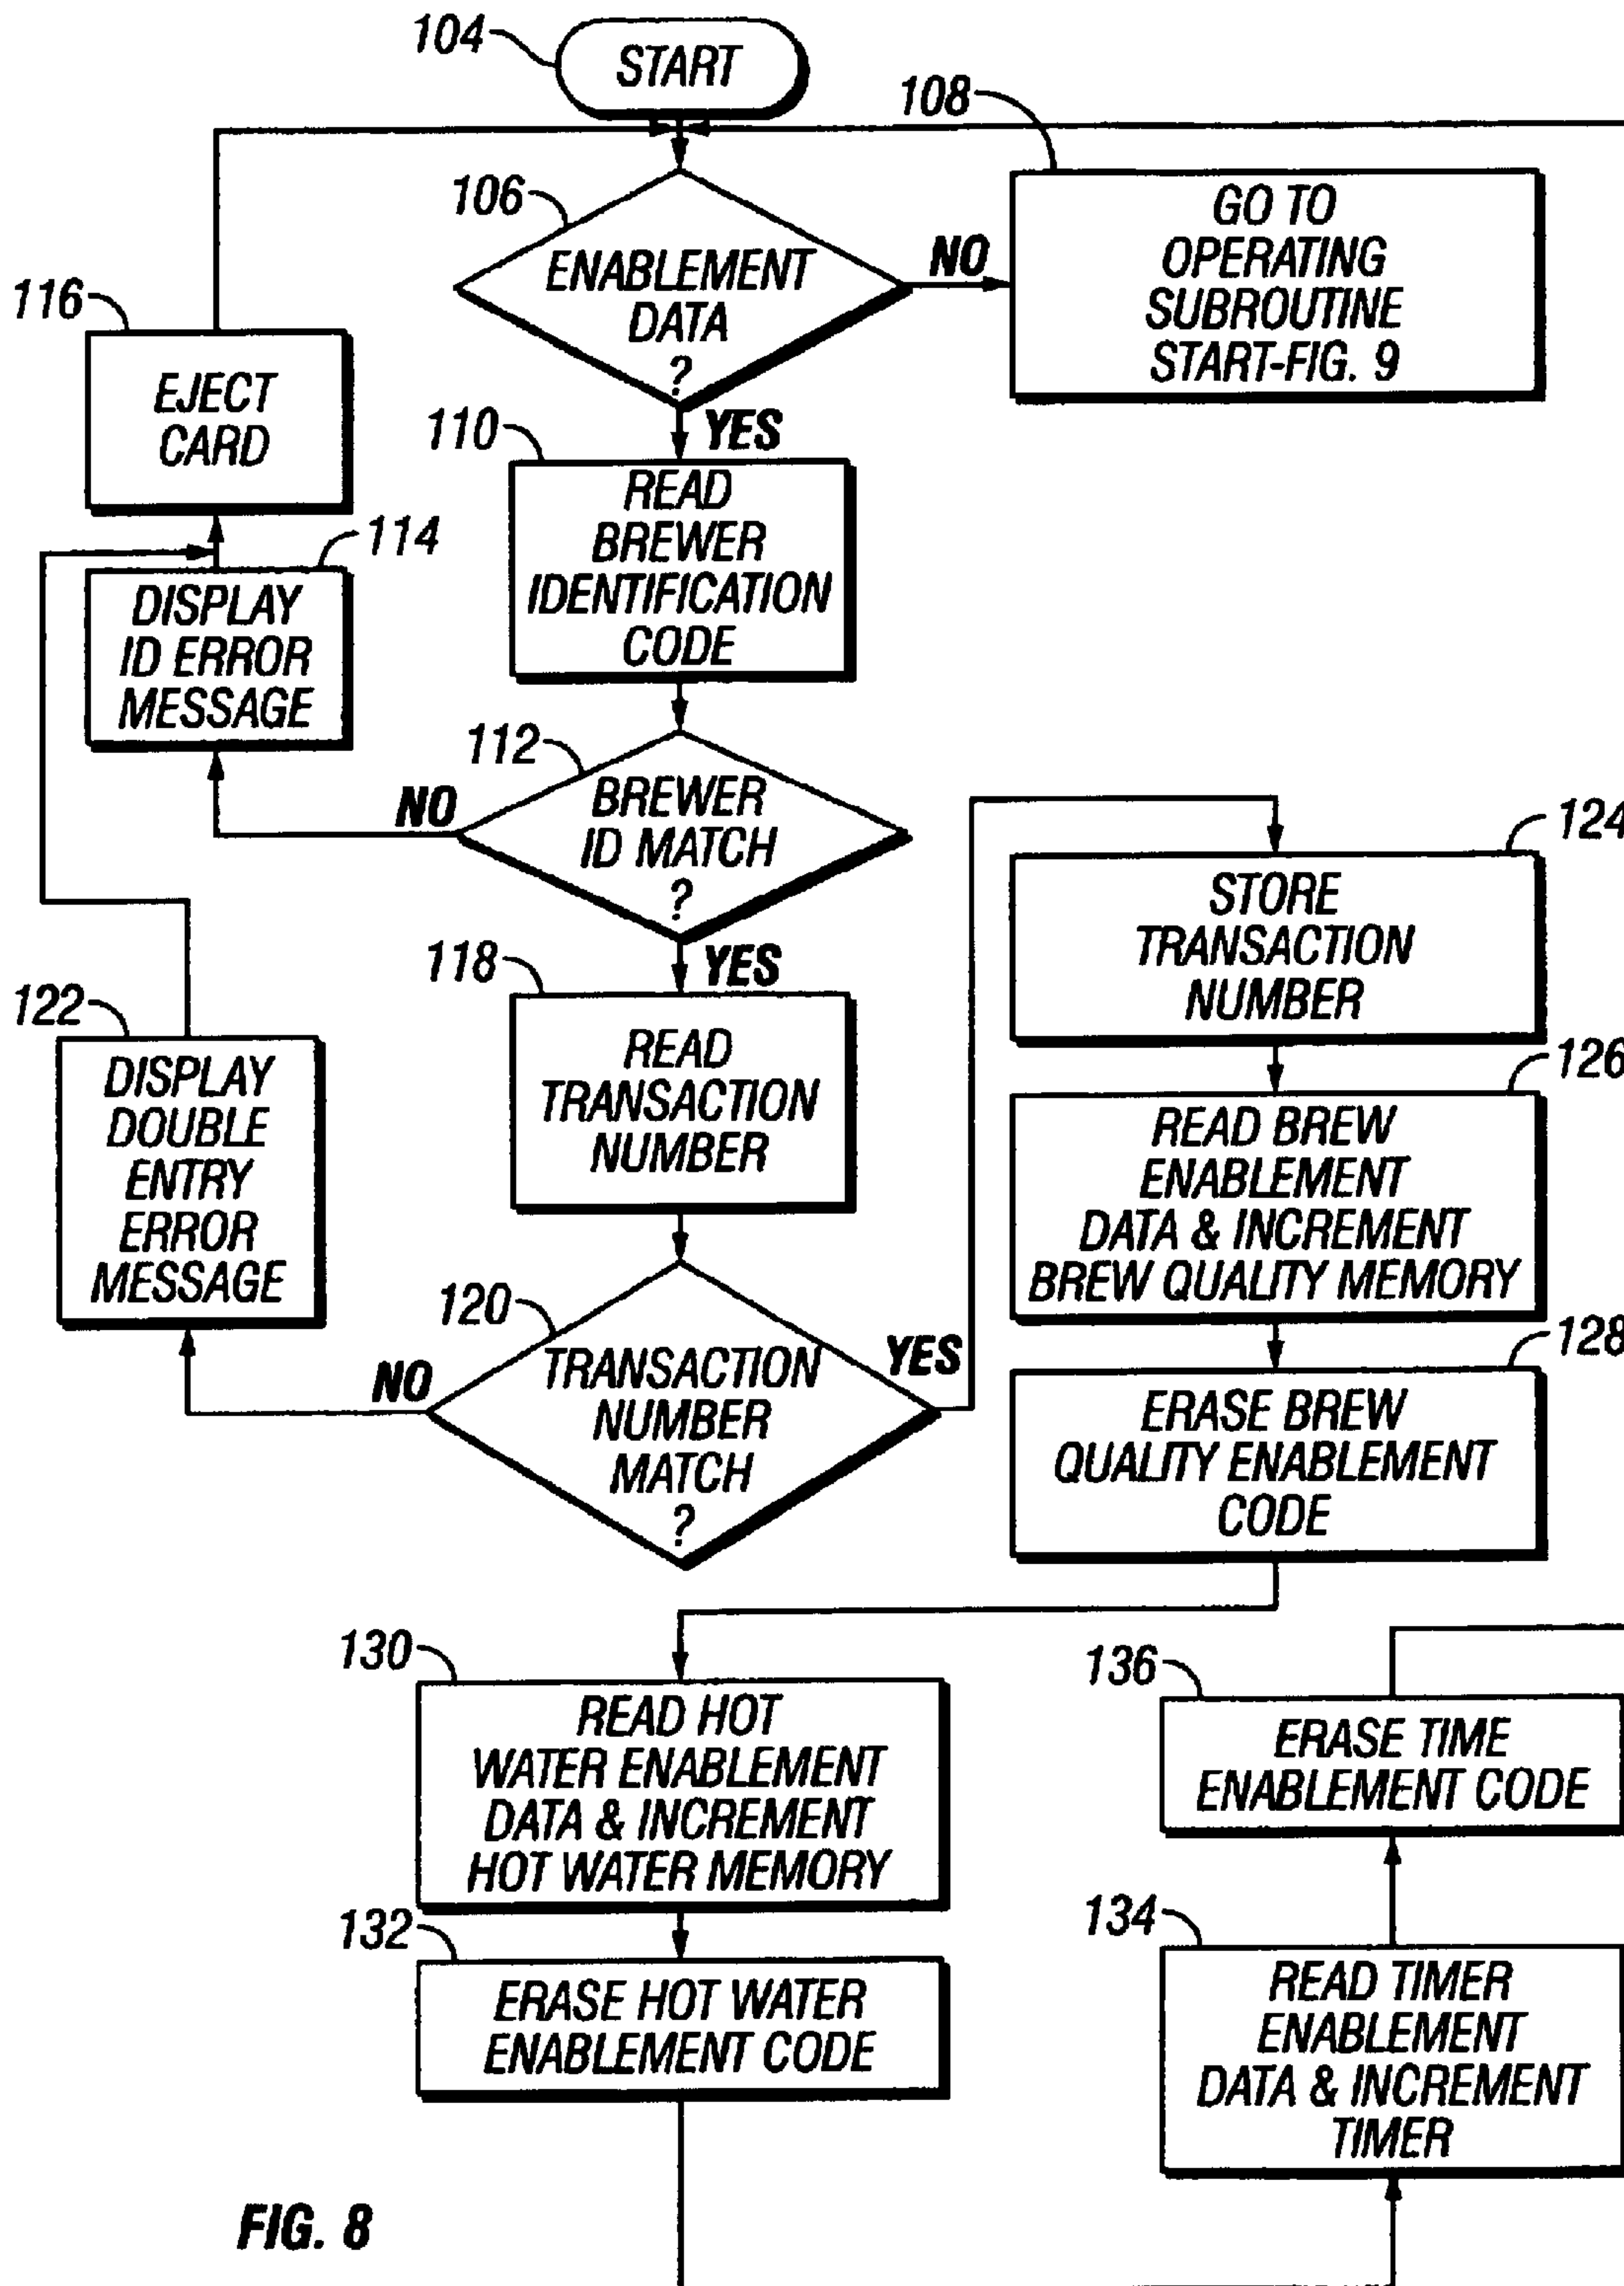 104
START
108
106
ENABLEMENT
DATA
?
NO
GO TO
OPERATING
SUBROUTINE
START-FIG. 9
116
EJECT
CARD
YES
110
READ
BREWER
IDENTIFICATION
CODE
114
DISPLAY
ID ERROR
MESSAGE
112
BREWER
ID MATCH
?
NO
YES
118
READ
TRANSACTION
NUMBER
122
DISPLAY
DOUBLE
ENTRY
ERROR
MESSAGE
120
TRANSACTION
NUMBER
MATCH
?
NO
YES
124
STORE
TRANSACTION
NUMBER
126
READ BREW
ENABLEMENT
DATA & INCREMENT
BREW QUALITY MEMORY
128
ERASE BREW
QUALITY ENABLEMENT
CODE
130
READ HOT
WATER ENABLEMENT
DATA & INCREMENT
HOT WATER MEMORY
132
ERASE HOT WATER
ENABLEMENT CODE
136
ERASE TIME
ENABLEMENT CODE
134
READ TIMER
ENABLEMENT
DATA & INCREMENT
TIMER
FIG. 8